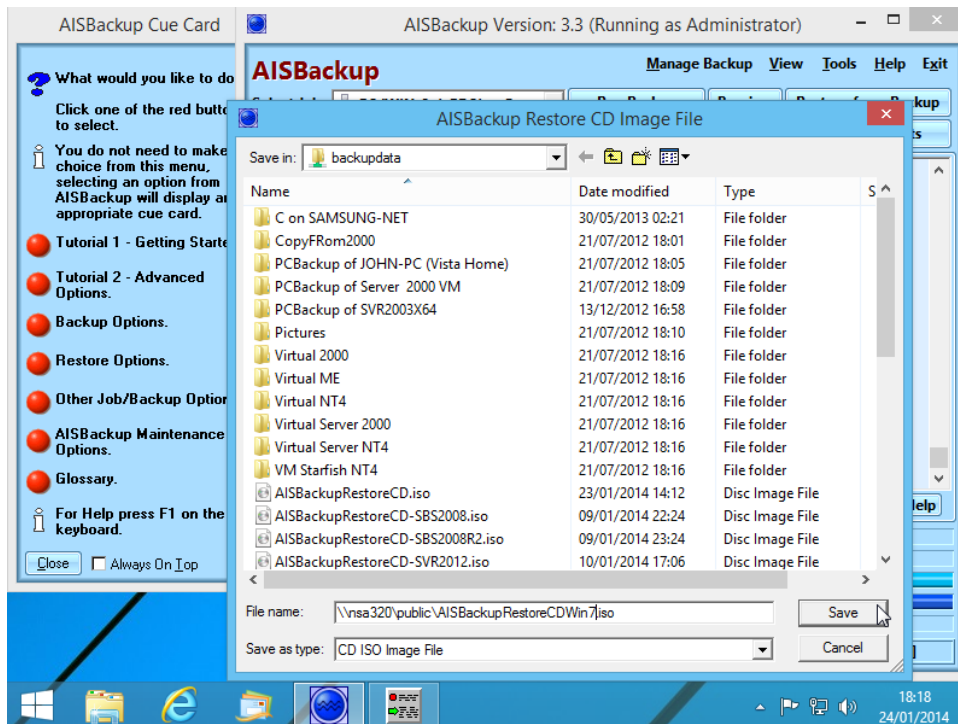 AISBackup Cue Card
What would you like to do
Click one of the red butto
to select.
You do not need to make
choice from this menu,
selecting an option from
AISBackup will display a
appropriate cue card.
Tutorial 1 - Getting Starte
Tutorial 2 - Advanced
Options.
Backup Options.
Restore Options.
Other Job/Backup Option
AISBackup Maintenance
Options.
Glossary.
For Help press F1 on the
keyboard.
Close
Always On Top
AISBackup Version: 3.3 (Running as Administrator)
AISBackup
Manage Backup View Tools Help Exit
kup
ts
elp
AISBackup Restore CD Image File
Save in: backupdata
Name Date modified Type S
C on SAMSUNG-NET 30/05/2013 02:21 File folder
CopyFRom2000 21/07/2012 18:01 File folder
PCBackup of JOHN-PC (Vista Home) 21/07/2012 18:05 File folder
PCBackup of Server 2000 VM 21/07/2012 18:09 File folder
PCBackup of SVR2003X64 13/12/2012 16:58 File folder
Pictures 21/07/2012 18:10 File folder
Virtual 2000 21/07/2012 18:16 File folder
Virtual ME 21/07/2012 18:16 File folder
Virtual NT4 21/07/2012 18:16 File folder
Virtual Server 2000 21/07/2012 18:16 File folder
Virtual Server NT4 21/07/2012 18:16 File folder
VM Starfish NT4 21/07/2012 18:16 File folder
AISBackupRestoreCD.iso 23/01/2014 14:12 Disc Image File
AISBackupRestoreCD-SBS2008.iso 09/01/2014 22:24 Disc Image File
AISBackupRestoreCD-SBS2008R2.iso 09/01/2014 23:24 Disc Image File
AISBackupRestoreCD-SVR2012.iso 10/01/2014 17:06 Disc Image File
File name: \\nsa320\public\AISBackupRestoreCDWin7.iso Save
Save as type: CD ISO Image File Cancel
18:18
24/01/2014